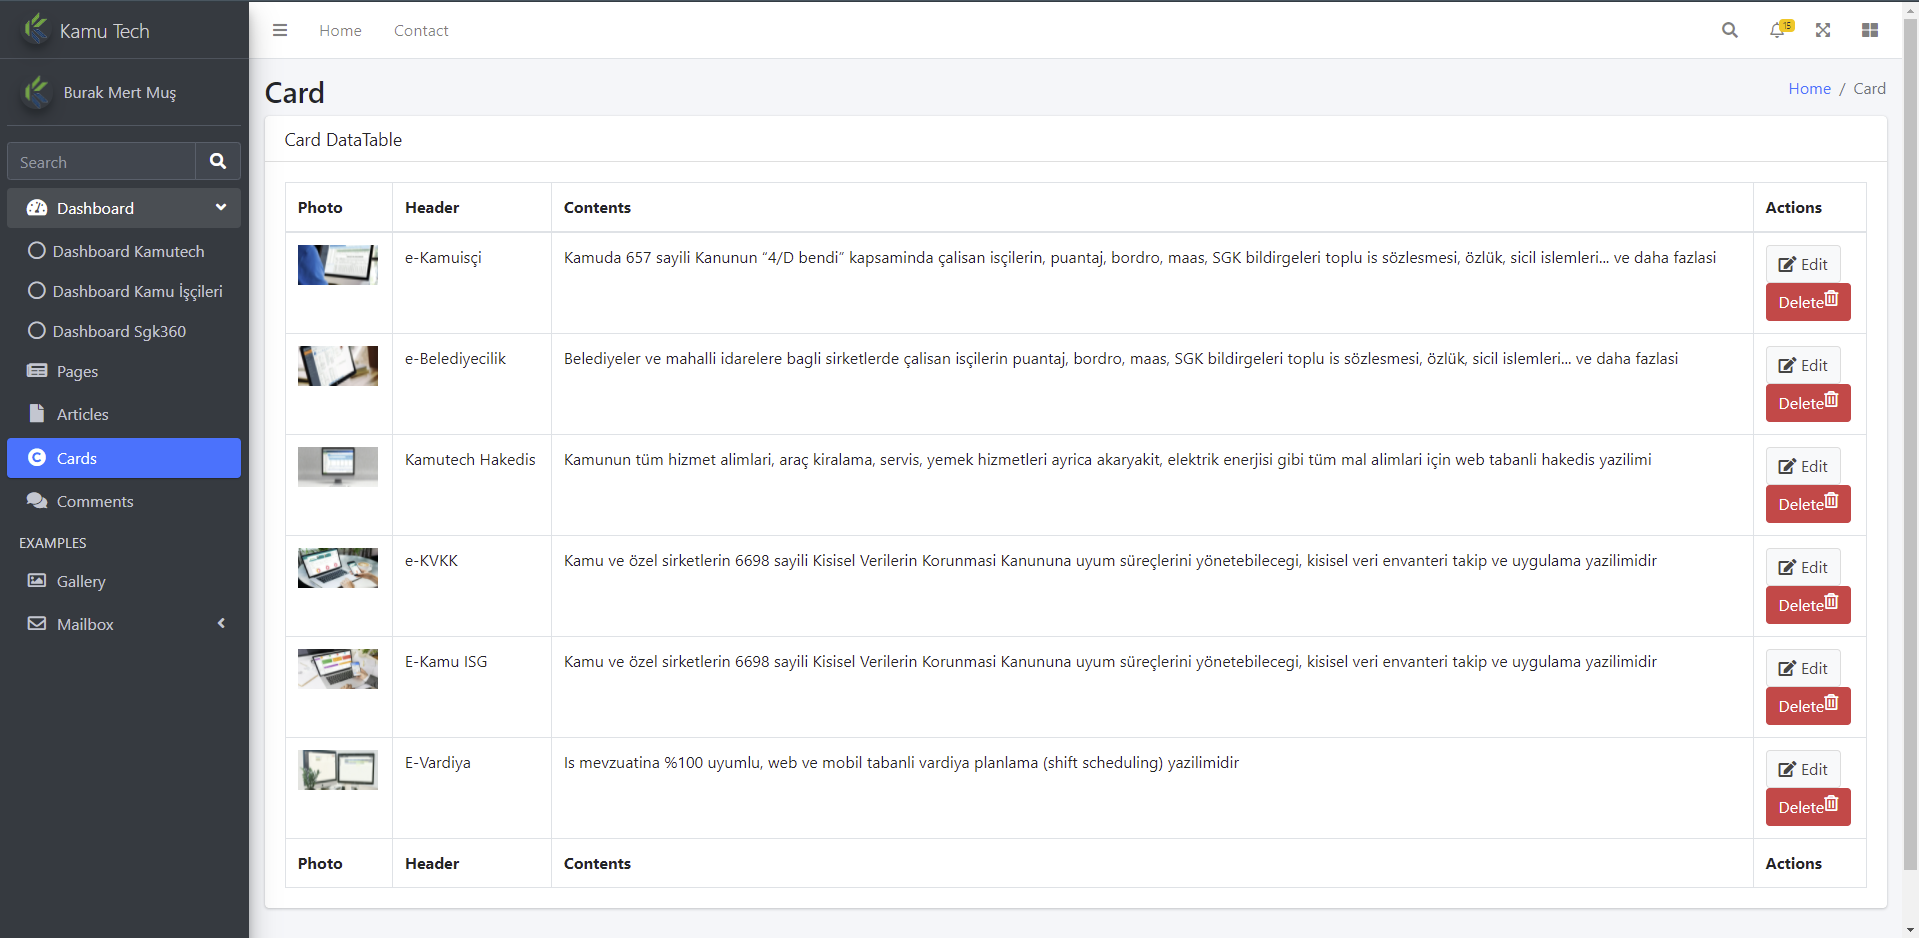 Kamu Tech
Home
Contact
15
Burak Mert Muş
Card
Home / Card
Search
Card DataTable
Dashboard
Dashboard Kamutech
Dashboard Kamu İşçileri
Dashboard Sgk360
Pages
Articles
Cards
Comments
EXAMPLES
Gallery
Mailbox
Photo Header Contents Actions
e-Kamuisçi Kamuda 657 sayili Kanunun “4/D bendi” kapsaminda çalisan isçilerin, puantaj, bordro, maas, SGK bildirgeleri toplu is sözlesmesi, özlük, sicil islemleri... ve daha fazlasi Edit
Delete
e-Belediyecilik Belediyeler ve mahalli idarelere bagli sirketlerde çalisan isçilerin puantaj, bordro, maas, SGK bildirgeleri toplu is sözlesmesi, özlük, sicil islemleri... ve daha fazlasi Edit
Delete
Kamutech Hakedis Kamunun tüm hizmet alimlari, araç kiralama, servis, yemek hizmetleri ayrica akaryakit, elektrik enerjisi gibi tüm mal alimlari için web tabanli hakedis yazilimi Edit
Delete
e-KVKK Kamu ve özel sirketlerin 6698 sayili Kisisel Verilerin Korunmasi Kanununa uyum süreçlerini yönetebilecegi, kisisel veri envanteri takip ve uygulama yazilimidir Edit
Delete
E-Kamu ISG Kamu ve özel sirketlerin 6698 sayili Kisisel Verilerin Korunmasi Kanununa uyum süreçlerini yönetebilecegi, kisisel veri envanteri takip ve uygulama yazilimidir Edit
Delete
E-Vardiya Is mevzuatina %100 uyumlu, web ve mobil tabanli vardiya planlama (shift scheduling) yazilimidir Edit
Delete
Photo Header Contents Actions